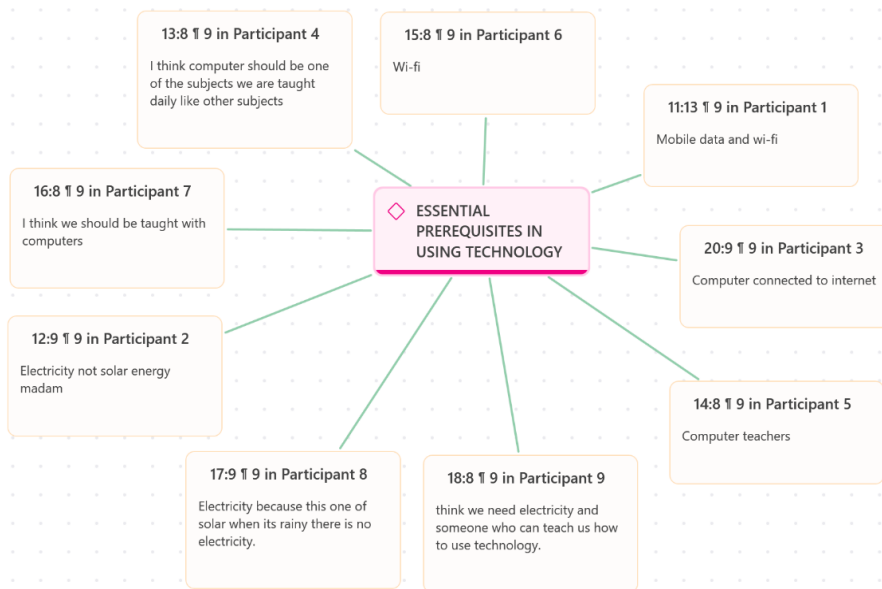 13:8 ¶ 9 in Participant 4
I think computer should be one
of the subjects we are taught
daily like other subjects
15:8 ¶ 9 in Participant 6
Wi-fi
11:13 ¶ 9 in Participant 1
Mobile data and wi-fi
16:8 ¶ 9 in Participant 7
I think we should be taught with
computers
ESSENTIAL
PREREQUISITES IN
USING TECHNOLOGY
20:9 ¶ 9 in Participant 3
Computer connected to internet
12:9 ¶ 9 in Participant 2
Electricity not solar energy
madam
14:8 ¶ 9 in Participant 5
Computer teachers
17:9 ¶ 9 in Participant 8
Electricity because this one of
solar when its rainy there is no
electricity.
18:8 ¶ 9 in Participant 9
think we need electricity and
someone who can teach us how
to use technology.